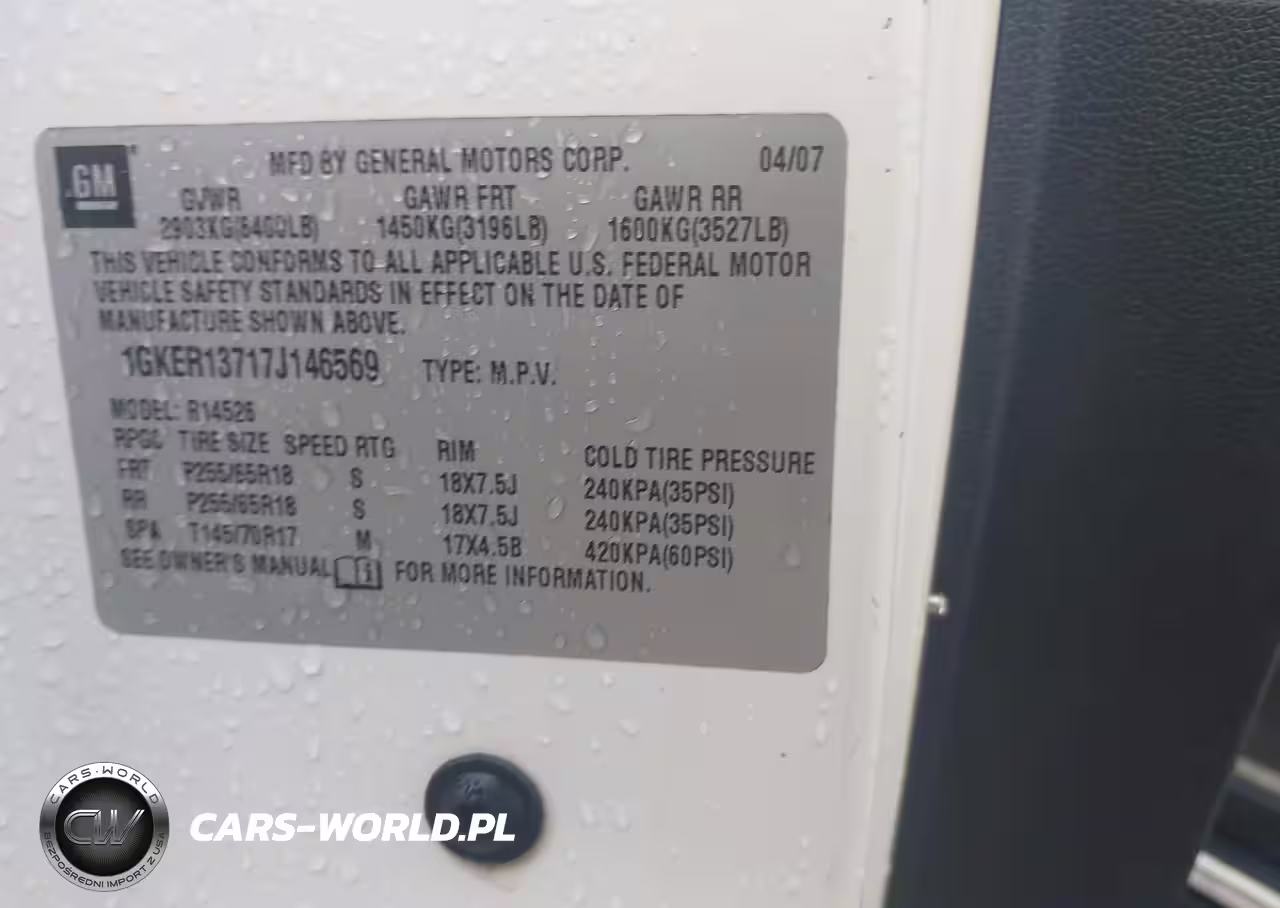 GM
MFD BY GENERAL MOTORS CORP. 04/07
GVWR GAWR FRT GAWR RR
2903KG(6400LB) 1450KG(3196LB) 1600KG(3527LB)
THIS VEHICLE CONFORMS TO ALL APPLICABLE U.S. FEDERAL MOTOR
VEHICLE SAFETY STANDARDS IN EFFECT ON THE DATE OF
MANUFACTURE SHOWN ABOVE.
1GKER13717J146569 TYPE: M.P.V.
MODEL: R14526
RPGC TIRE SIZE SPEED RTG RIM COLD TIRE PRESSURE
FRT P255/65R18 S 18X7.5J 240KPA(35PSI)
RR P255/65R18 S 18X7.5J 240KPA(35PSI)
SPA T145/70R17 M 17X4.5B 420KPA(60PSI)
SEE OWNER'S MANUAL FOR MORE INFORMATION.
CARS-WORLD
CW
BEZPOŚREDNI IMPORT Z USA
CARS-WORLD.PL